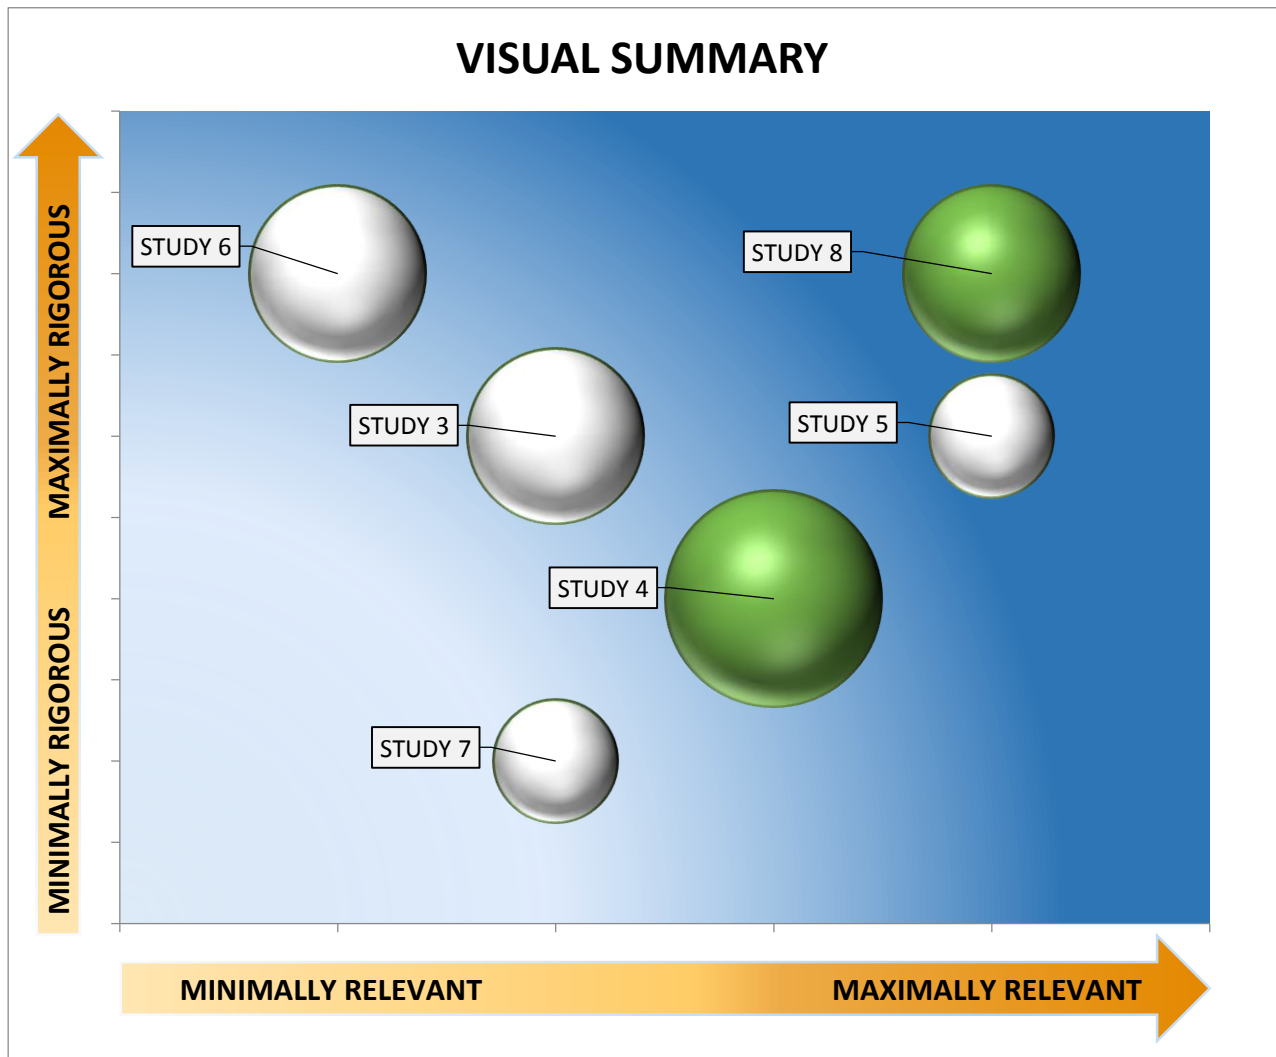 VISUAL SUMMARY
MAXIMALLY RIGOROUS
MINIMALLY RIGOROUS
STUDY 6
STUDY 8
STUDY 3
STUDY 5
STUDY 4
STUDY 7
MINIMALLY RELEVANT
MAXIMALLY RELEVANT